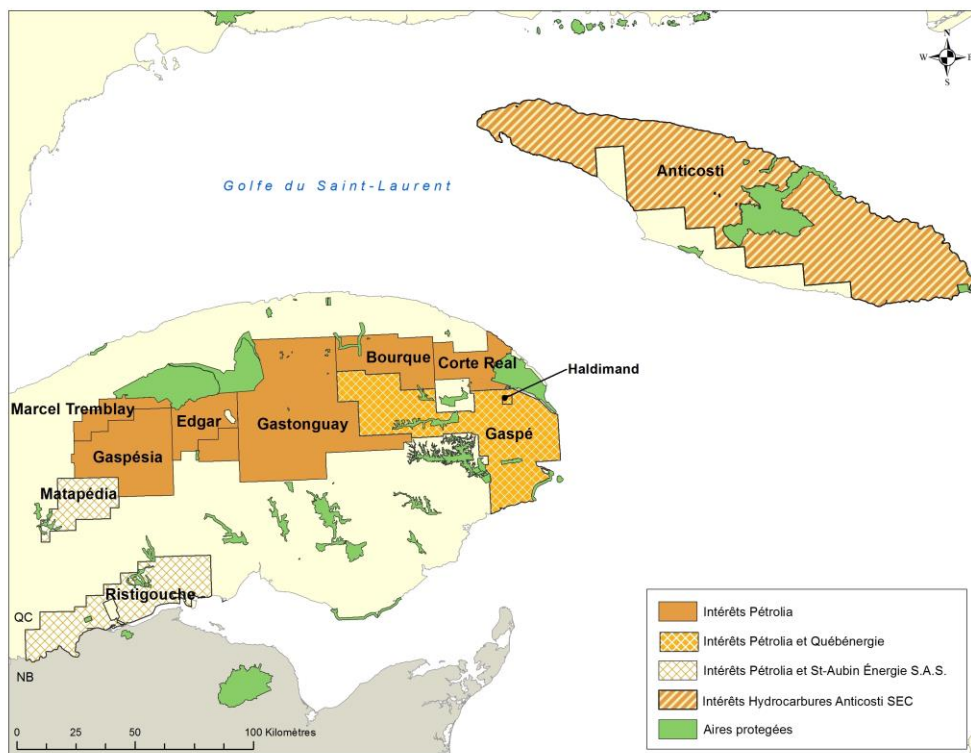 N
W E
S
Golfe du Saint-Laurent
Anticosti
Bourque
Corte Real
Haldimand
Marcel Tremblay
Edgar
Gastonguay
Gaspé
Gaspésia
Matapédia
Ristigouche
QC
NB
0 25 50 100 Kilomètres
Intérêts Pétrolia
Intérêts Pétrolia et Québénergie
Intérêts Pétrolia et St-Aubin Énergie S.A.S.
Intérêts Hydrocarbures Anticosti SEC
Aires protegées